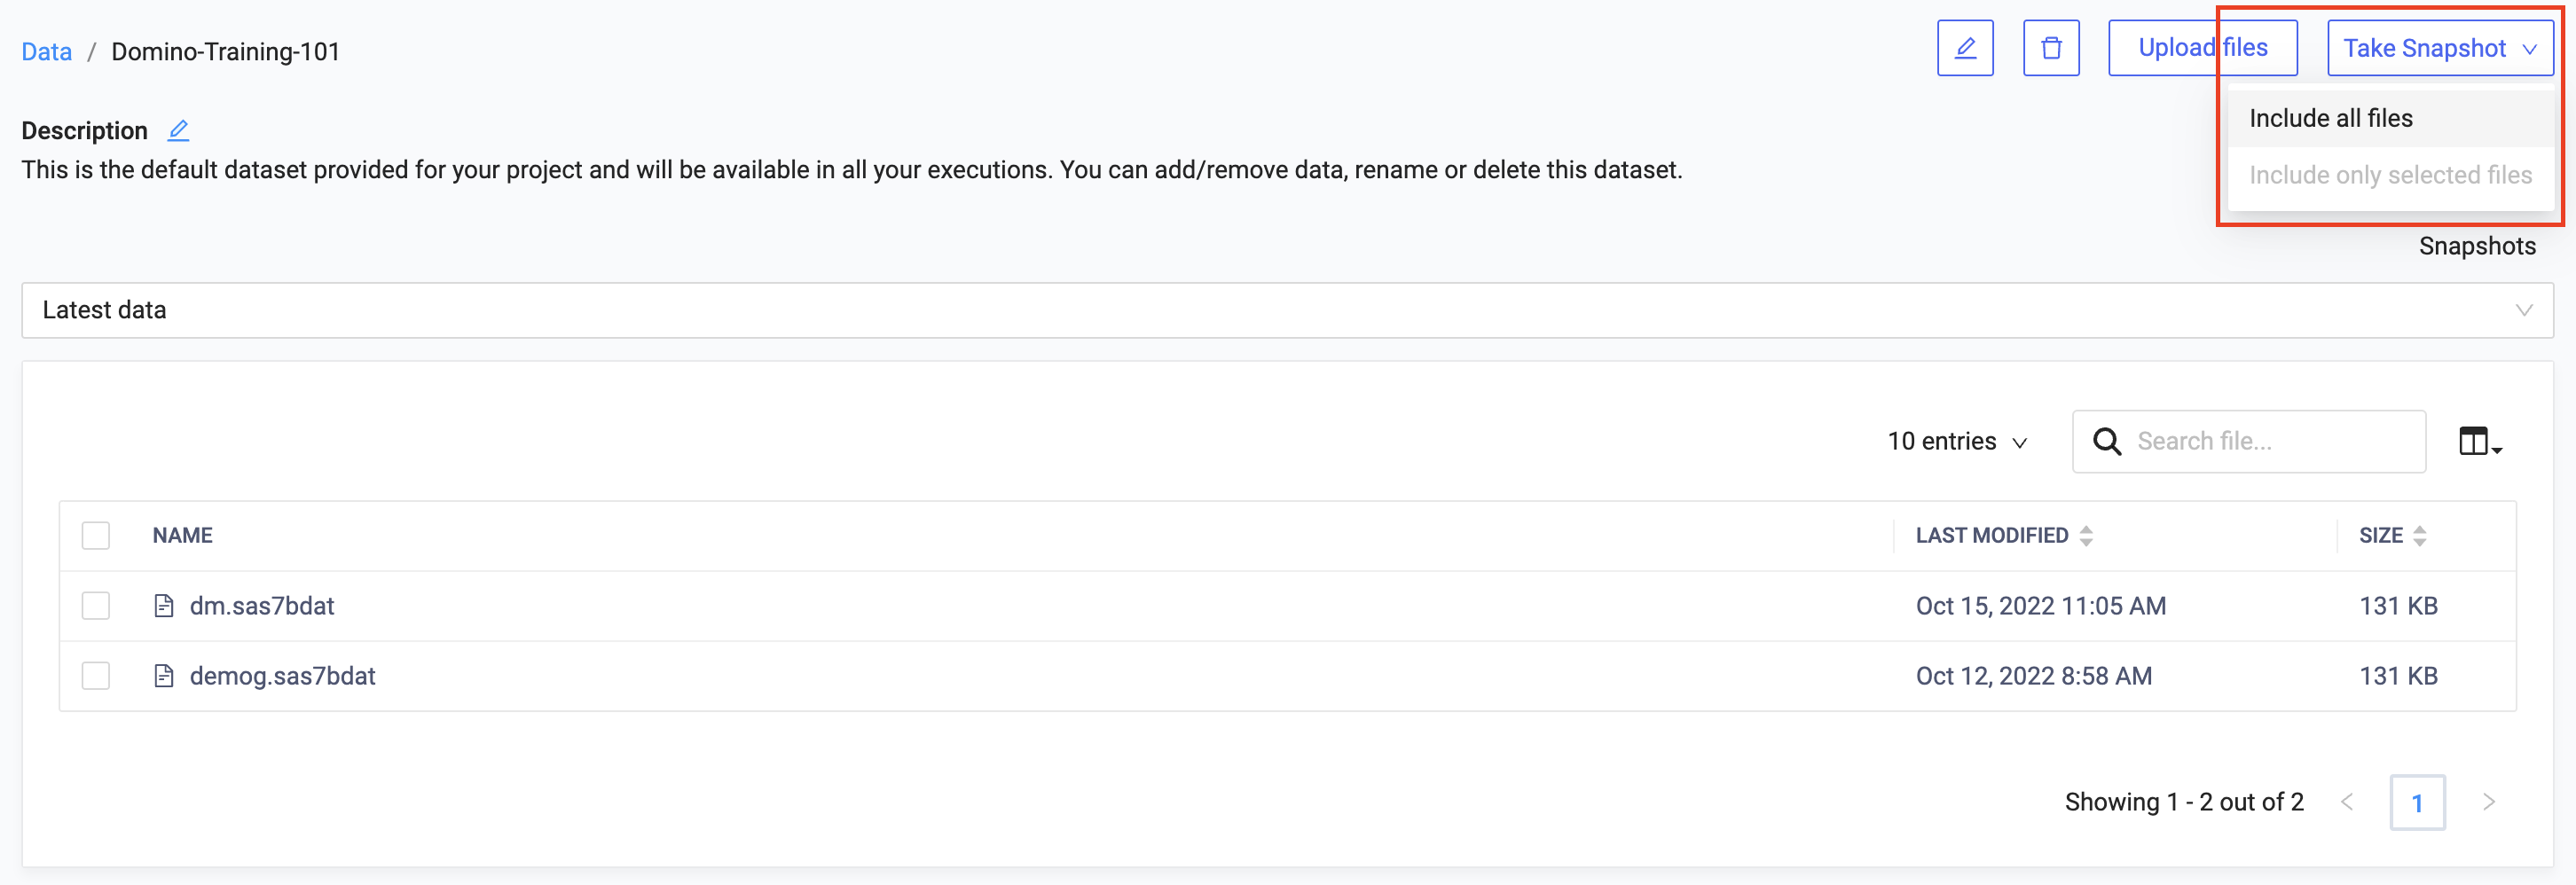 Data / Domino-Training-101
Upload files
Take Snapshot
Include all files
Include only selected files
Description
This is the default dataset provided for your project and will be available in all your executions. You can add/remove data, rename or delete this dataset.
Snapshots
Latest data
10 entries
Search file...
NAME LAST MODIFIED SIZE
dm.sas7bdat Oct 15, 2022 11:05 AM 131 KB
demog.sas7bdat Oct 12, 2022 8:58 AM 131 KB
Showing 1 - 2 out of 2 < 1 >